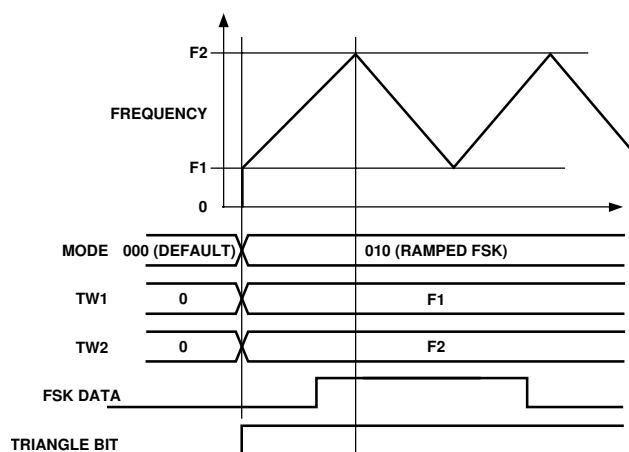 F2
FREQUENCY
F1
0
MODE 000 (DEFAULT) 010 (RAMPED FSK)
TW1 0 F1
TW2 0 F2
FSK DATA
TRIANGLE BIT